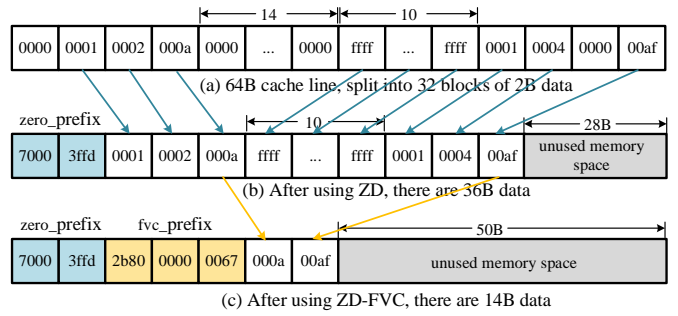 14 10
0000 0001 0002 000a 0000 ... 0000 ffff ... ffff 0001 0004 0000 00af
(a) 64B cache line, split into 32 blocks of 2B data
zero_prefix 10 28B
7000 3ffd 0001 0002 000a ffff ... ffff 0001 0004 00af unused memory
space
(b) After using ZD, there are 36B data
zero_prefix fvc_prefix 50B
7000 3ffd 2b80 0000 0067 000a 00af unused memory space
(c) After using ZD-FVC, there are 14B data